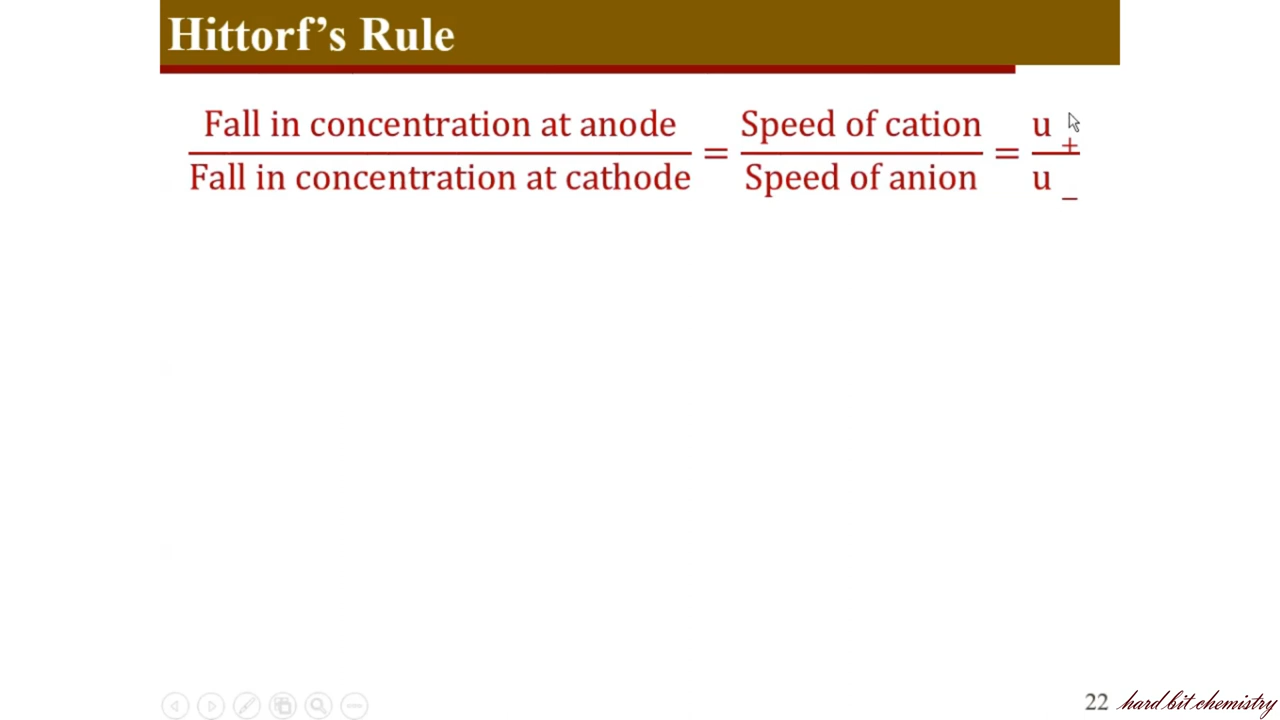 Hittorf's Rule
Fall in concentration at anode / Fall in concentration at cathode = Speed of cation / Speed of anion = u + / u −
22 hard bit chemistry